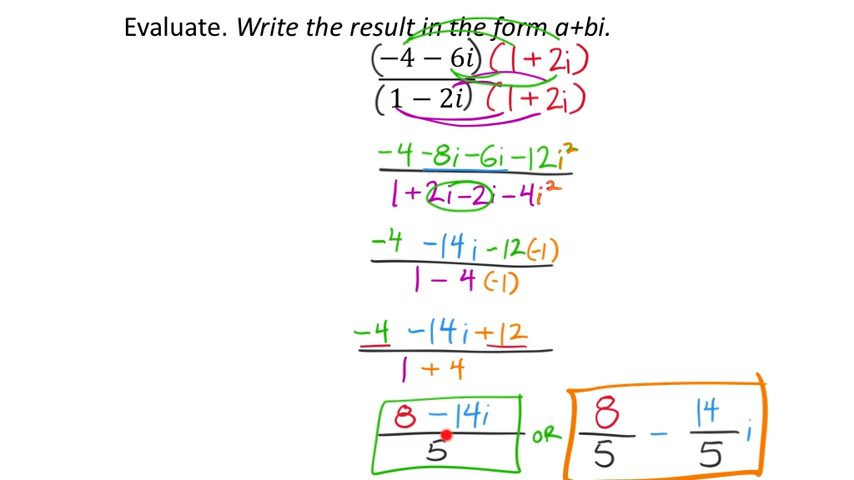 Evaluate. Write the result in the form a+bi.
(−4 − 6i) (1 + 2i)
(1 − 2i) (1 + 2i)
−4 −8i −6i −12i²
1 + 2i − 2i − 4i²
−4 −14i −12(−1)
1 − 4(−1)
−4 −14i +12
1 + 4
8 −14i
5
OR
8
5
−
14
5
i